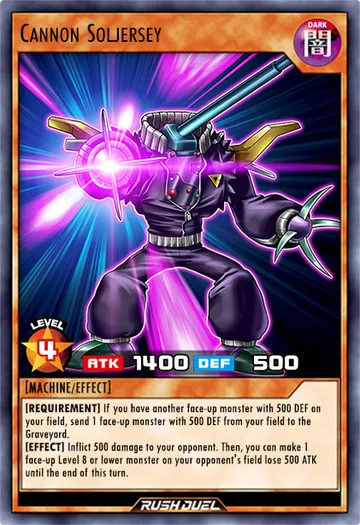 Cannon Soljersey
DARK
闇
LEVEL
4
ATK 1400 DEF 500
[MACHINE/EFFECT]
[REQUIREMENT] If you have another face-up monster with 500 DEF on
your field, send 1 face-up monster with 500 DEF from your field to the
Graveyard.
[EFFECT] Inflict 500 damage to your opponent. Then, you can make 1
face-up Level 8 or lower monster on your opponent's field lose 500 ATK
until the end of this turn.
RUSH DUEL